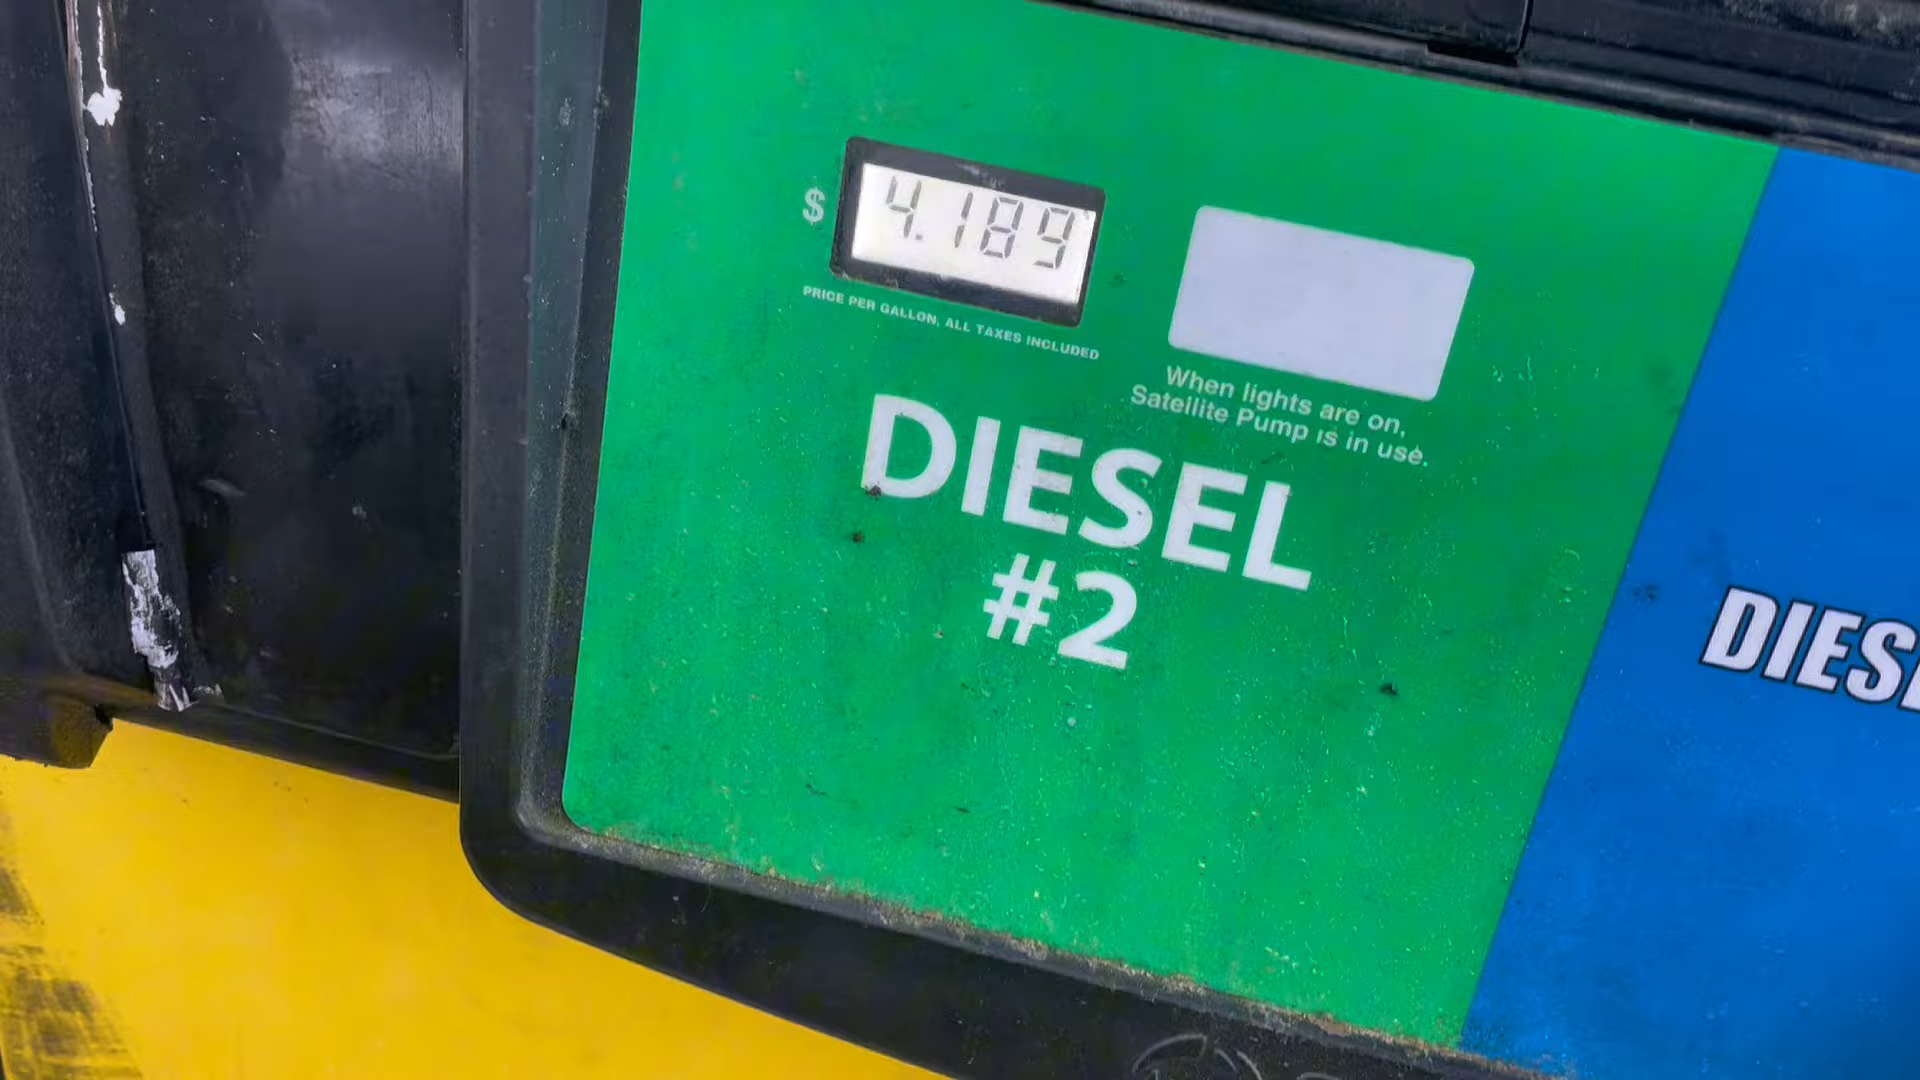 $ 4.189
PRICE PER GALLON, ALL TAXES INCLUDED
When lights are on,
Satellite Pump is in use.
DIESEL
#2
DIES